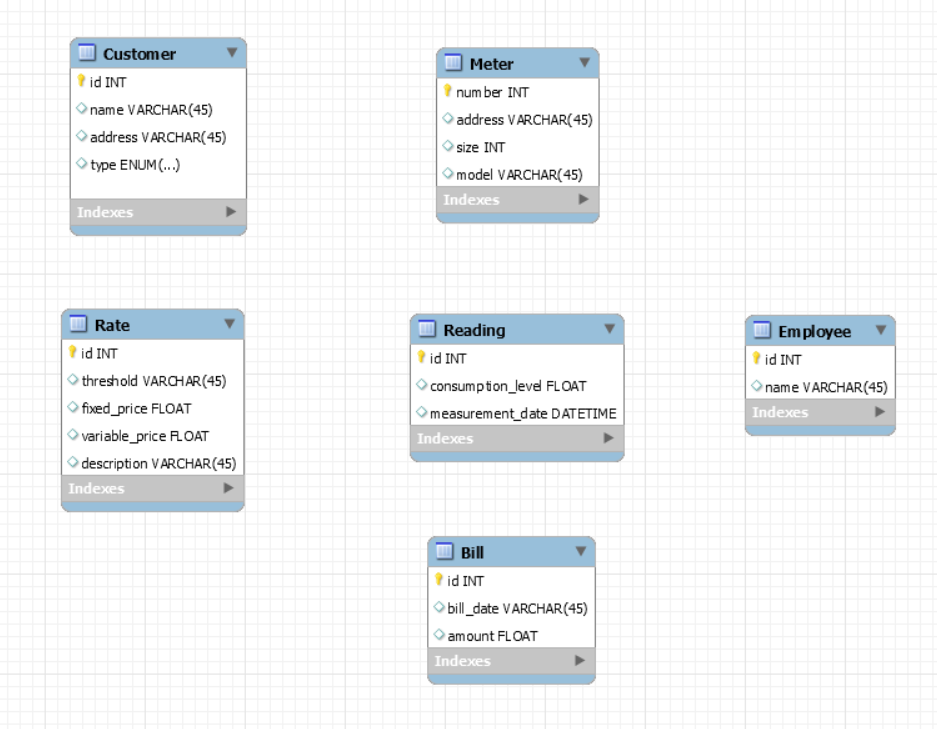 Customer
id INT
name VARCHAR(45)
address VARCHAR(45)
type ENUM(...)
Indexes
Meter
number INT
address VARCHAR(45)
size INT
model VARCHAR(45)
Indexes
Rate
id INT
threshold VARCHAR(45)
fixed_price FLOAT
variable_price FLOAT
description VARCHAR(45)
Indexes
Reading
id INT
consumption_level FLOAT
measurement_date DATETIME
Indexes
Employee
id INT
name VARCHAR(45)
Indexes
Bill
id INT
bill_date VARCHAR(45)
amount FLOAT
Indexes